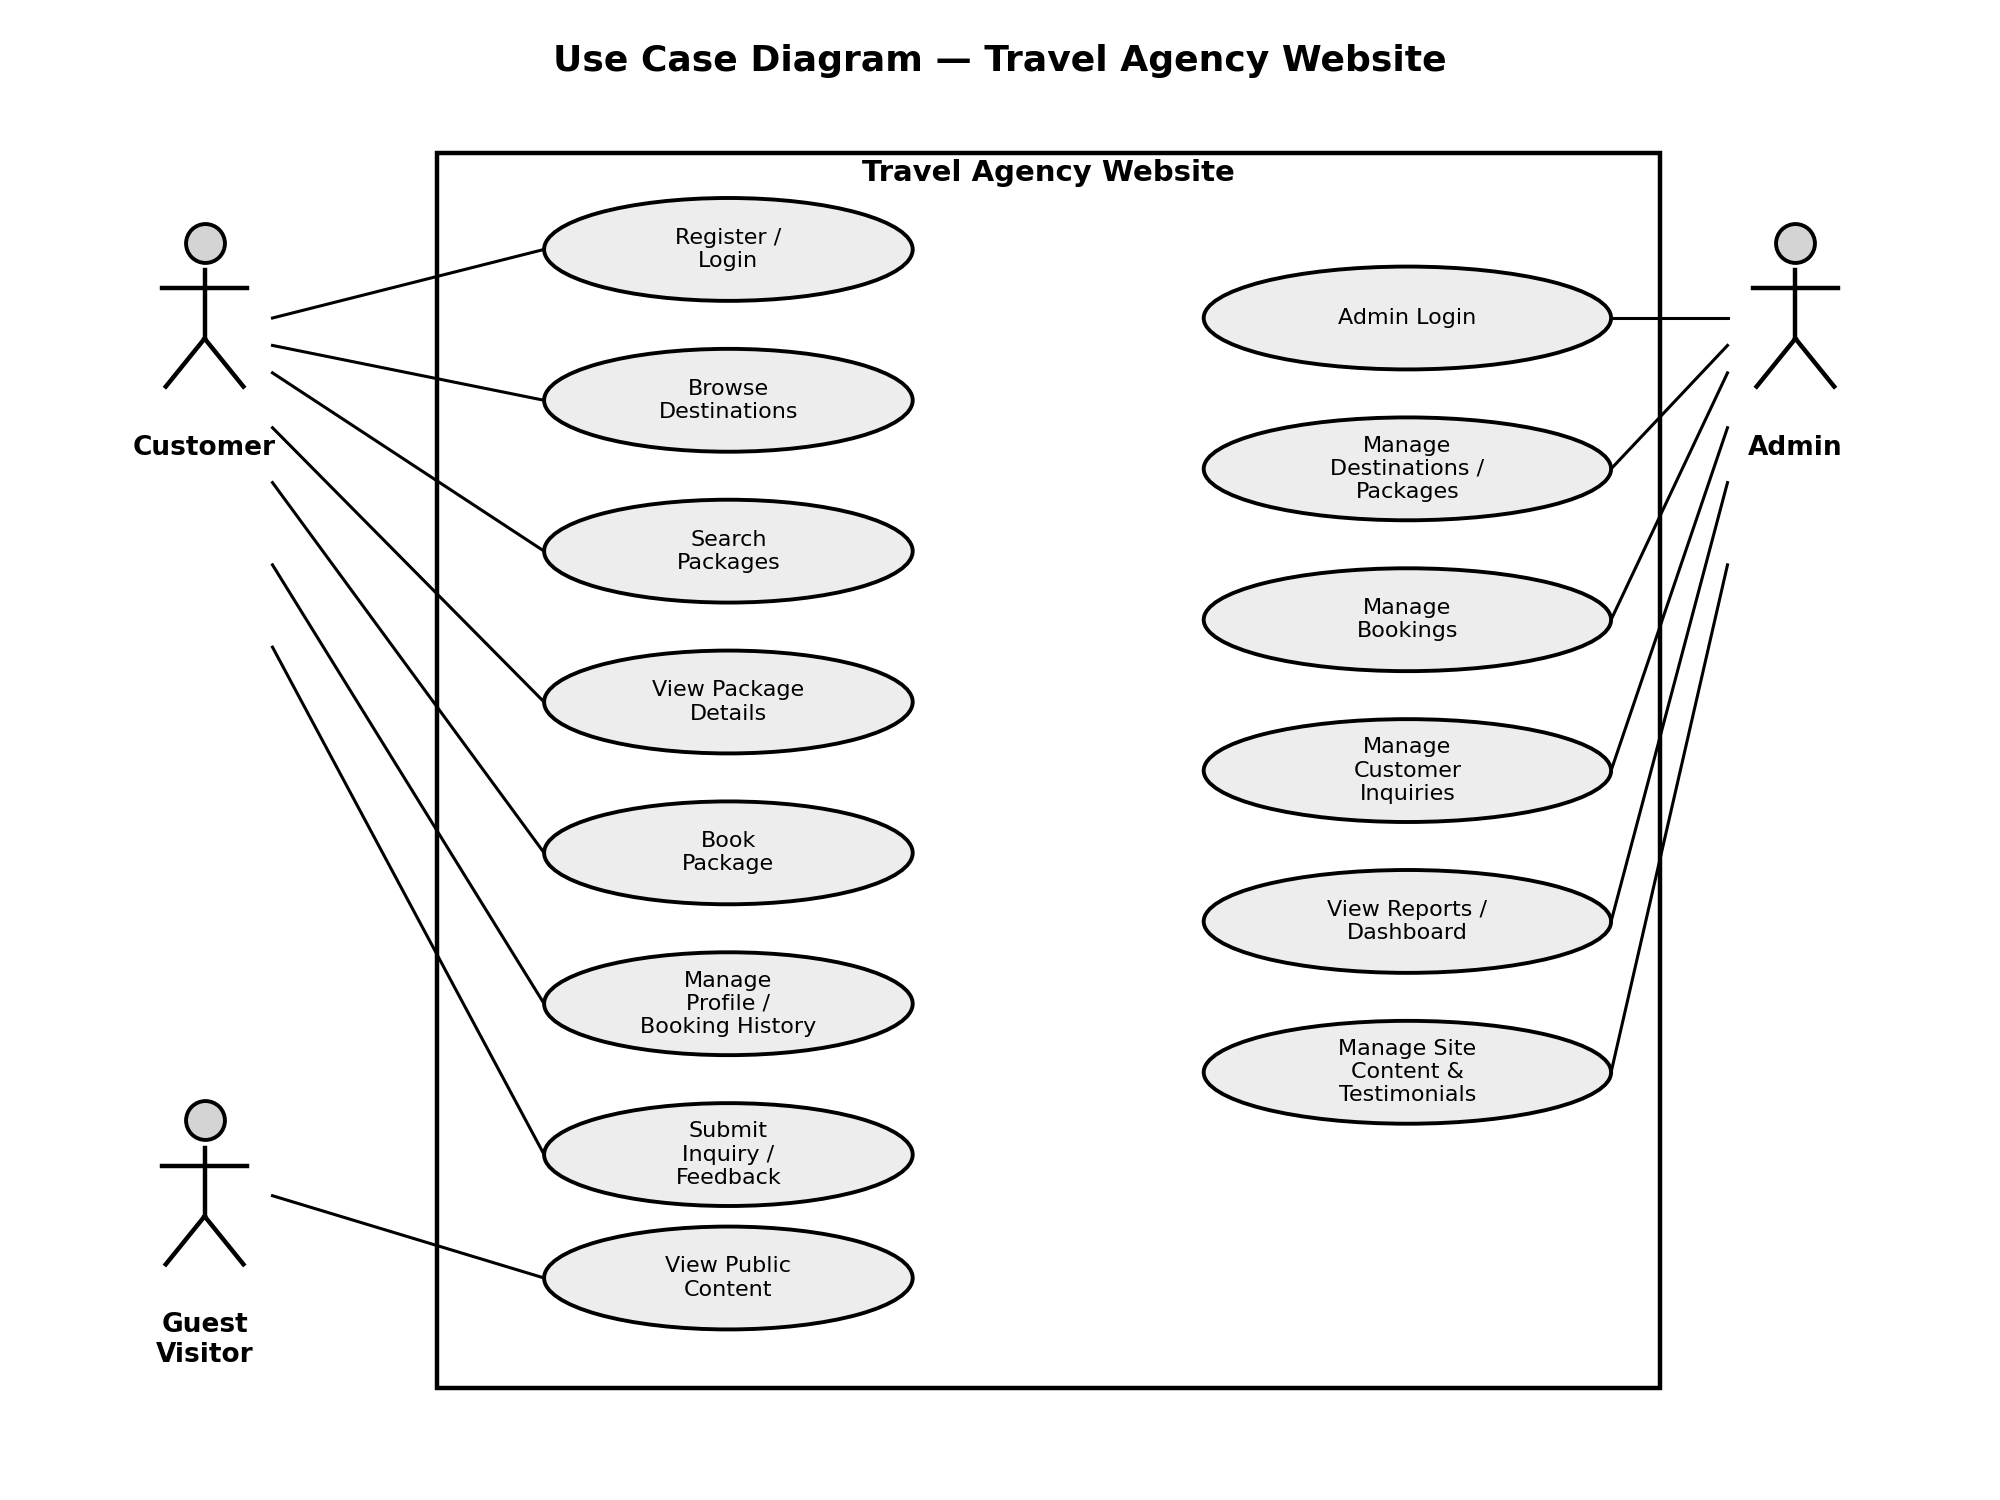 Use Case Diagram — Travel Agency Website
Travel Agency Website
Customer
Register /
Login
Browse
Destinations
Search
Packages
View Package
Details
Book
Package
Manage
Profile /
Booking History
Submit
Inquiry /
Feedback
Guest
Visitor
View Public
Content
Admin Login
Manage
Destinations /
Packages
Manage
Bookings
Manage
Customer
Inquiries
View Reports /
Dashboard
Manage Site
Content &
Testimonials
Admin